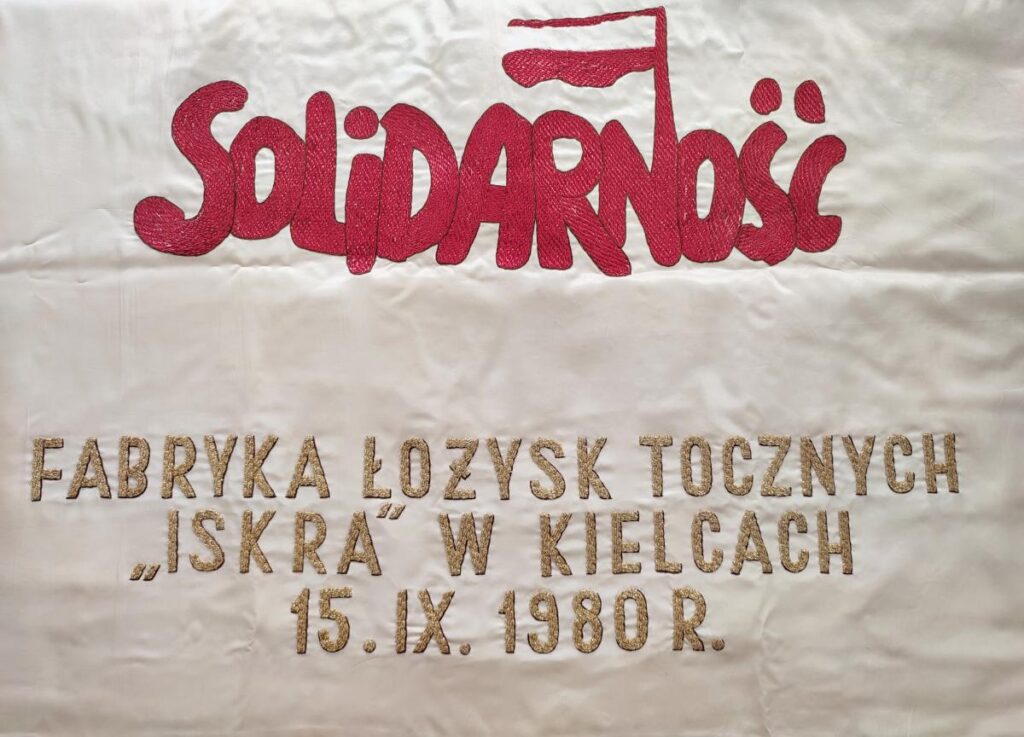 SOLiDARNOŚĆ
FABRYKA ŁOŻYSK TOCZNYCH
„ISKRA” W KIELCACH
15. IX. 1980 R.